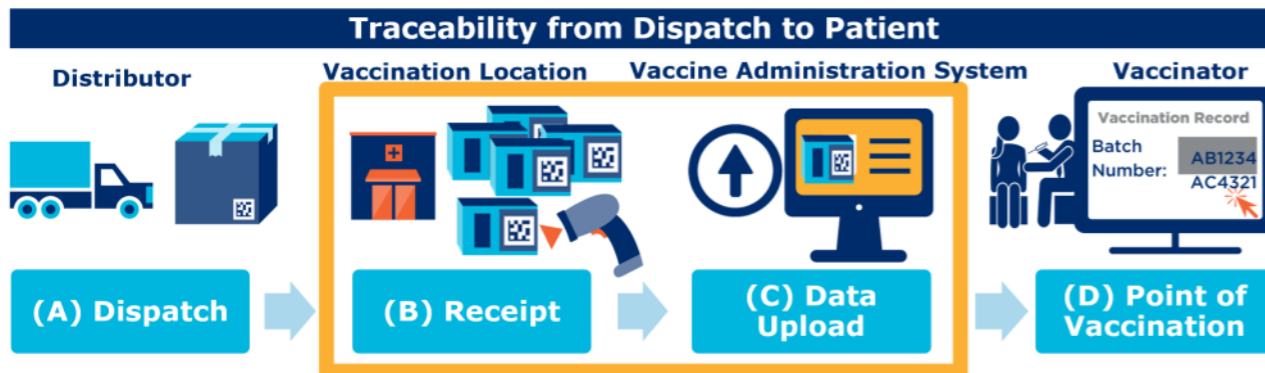 Traceability from Dispatch to Patient
Distributor
Vaccination Location
Vaccine Administration System
Vaccinator
Vaccination Record
Batch
Number:
AB1234
AC4321
(A) Dispatch
(B) Receipt
(C) Data
Upload
(D) Point of
Vaccination